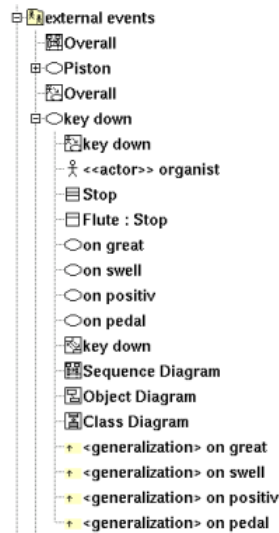 external events
Overall
Piston
Overall
key down
key down
<<actor>> organist
Stop
Flute : Stop
on great
on swell
on positiv
on pedal
key down
Sequence Diagram
Object Diagram
Class Diagram
<generalization> on great
<generalization> on swell
<generalization> on positiv
<generalization> on pedal